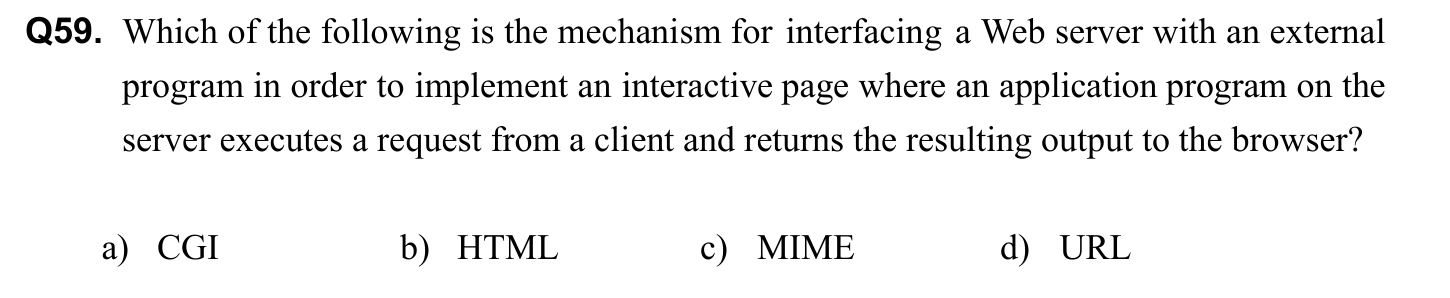 Q59. Which of the following is the mechanism for interfacing a Web server with an external
program in order to implement an interactive page where an application program on the
server executes a request from a client and returns the resulting output to the browser?
a) CGI b) HTML c) MIME d) URL